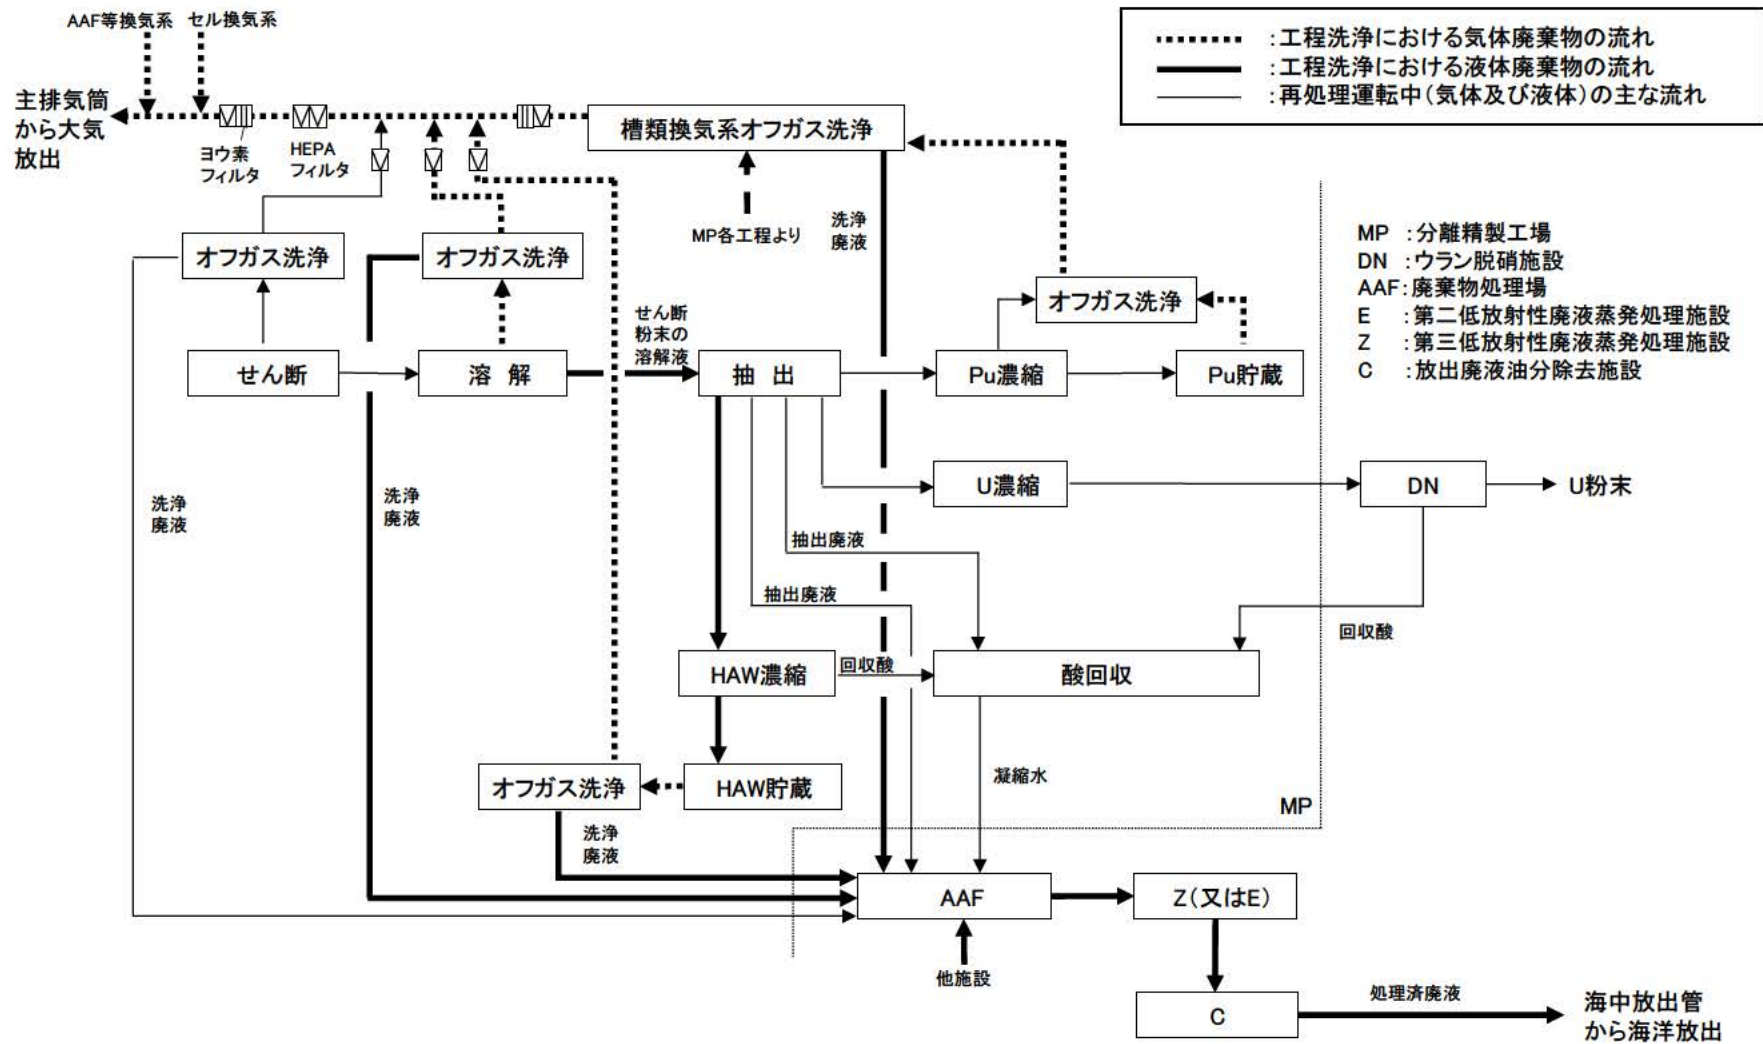 AAF等換気系
セル換気系
主排気筒
から大気
放出
ヨウ素
フィルタ
HEPA
フィルタ
槽類換気系オフガス洗浄
MP各工程より
洗浄
廃液
:工程洗浄における気体廃棄物の流れ
:工程洗浄における液体廃棄物の流れ
:再処理運転中(気体及び液体)の主な流れ
MP :分離精製工場
DN :ウラン脱硝施設
AAF:廃棄物処理場
E :第二低放射性廃液蒸発処理施設
Z :第三低放射性廃液蒸発処理施設
C :放出廃液油分除去施設
オフガス洗浄
オフガス洗浄
オフガス洗浄
せん断
粉末の
溶解液
せん断
溶 解
抽 出
Pu濃縮
Pu貯蔵
洗浄
廃液
洗浄
廃液
U濃縮
DN
U粉末
抽出廃液
抽出廃液
回収酸
HAW濃縮
回収酸
酸回収
オフガス洗浄
HAW貯蔵
凝縮水
MP
洗浄
廃液
AAF
Z(又はE)
他施設
C
処理済廃液
海中放出管
から海洋放出